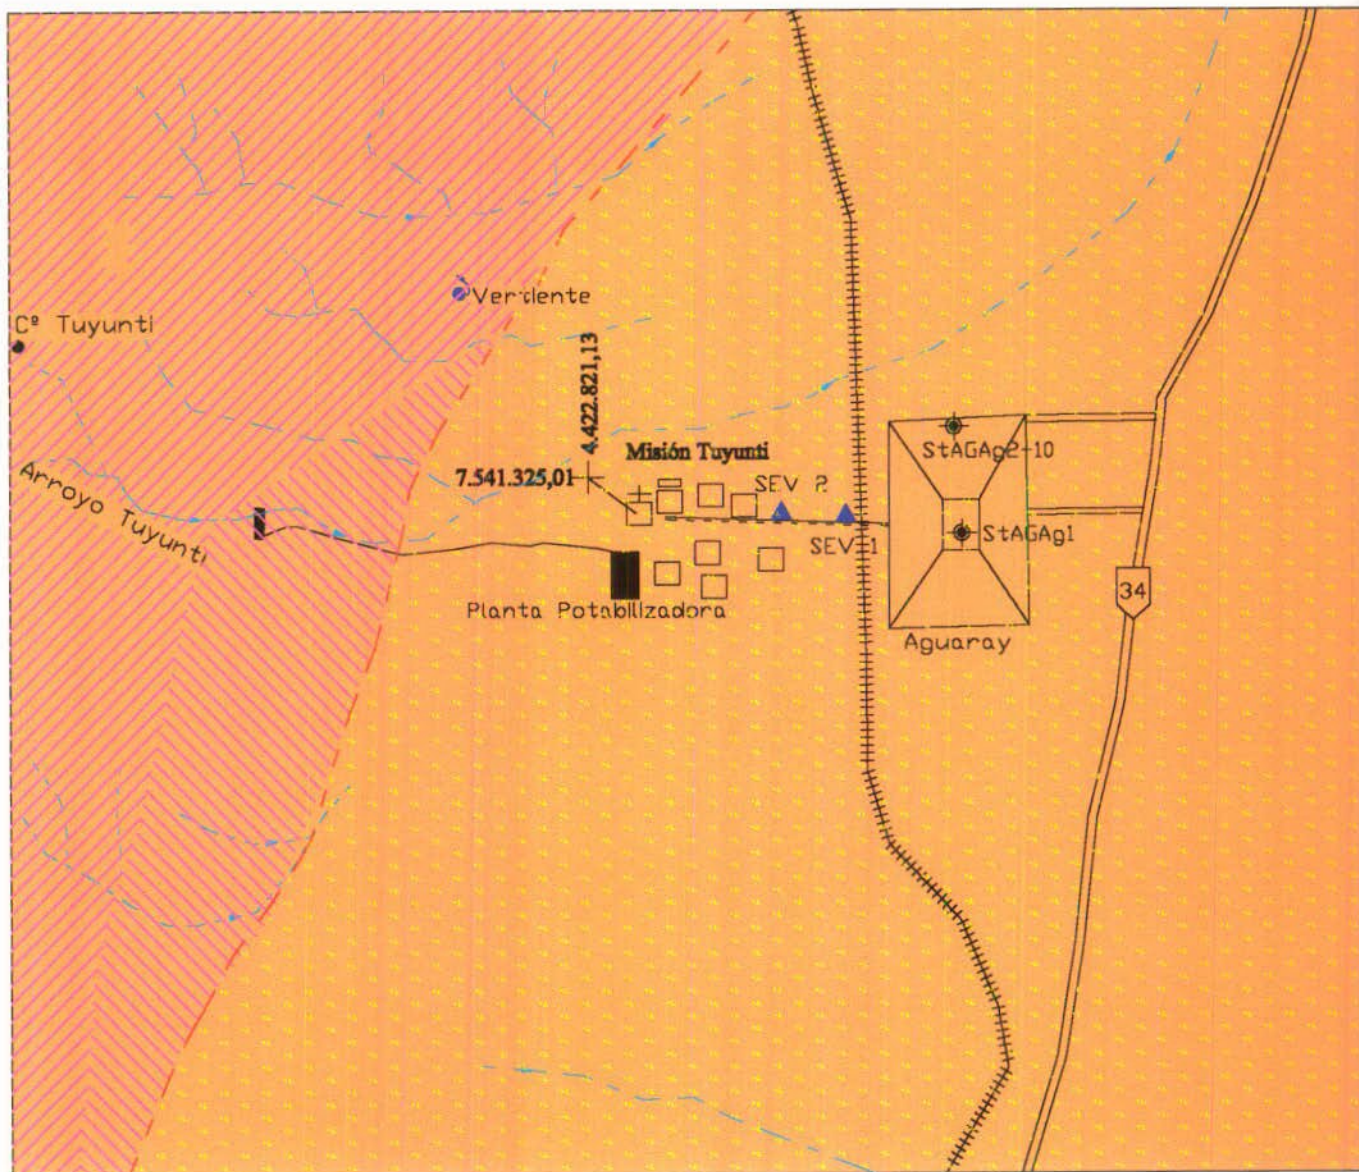 Vertiente
Cº Tuyunti
4.422.821,13
Misión Tuyunti
7.541.325,01
StAGAg2-10
SEV 2
Arroyo Tuyunti
SEV 1
StAGAg1
34
Planta Potabilizadora
Aguaray